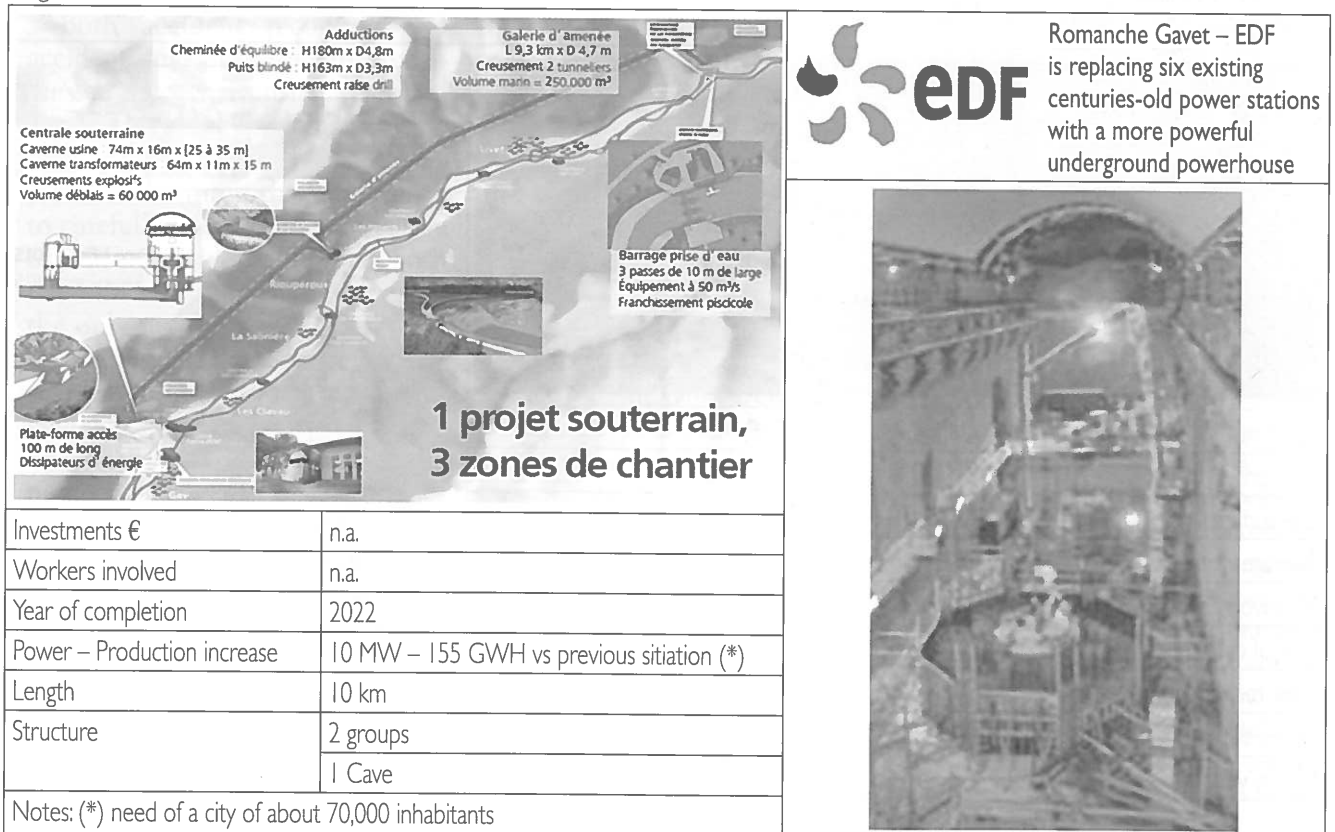 Adductions
Cheminée d'équilibre : H180m x D4,8m
Puits blindé : H163m x D3,3m
Creusement raise drill
Galerie d'amenée
L 9,3 km x D 4,7 m
Creusement 2 tunneliers
Volume marin = 250.000 m³
Centrale souterraine
Caverne usine 74m x 16m x [25 à 35 m]
Caverne transformateurs 64m x 11m x 15 m
Creusements explosifs
Volume déblais = 60 000 m³
Livet
Riouperoux
La Salinière
Les Clavau
Gav
Barrage prise d'eau
3 passes de 10 m de large
Équipement à 50 m³/s
Franchissement piscicole
Plate-forme accès
100 m de long
Dissipateurs d'énergie
1 projet souterrain,
3 zones de chantier
eDF
Romanche Gavet – EDF
is replacing six existing
centuries-old power stations
with a more powerful
underground powerhouse
Investments € n.a.
Workers involved n.a.
Year of completion 2022
Power – Production increase 10 MW – 155 GWH vs previous sitiation (*)
Length 10 km
Structure 2 groups
1 Cave
Notes: (*) need of a city of about 70,000 inhabitants